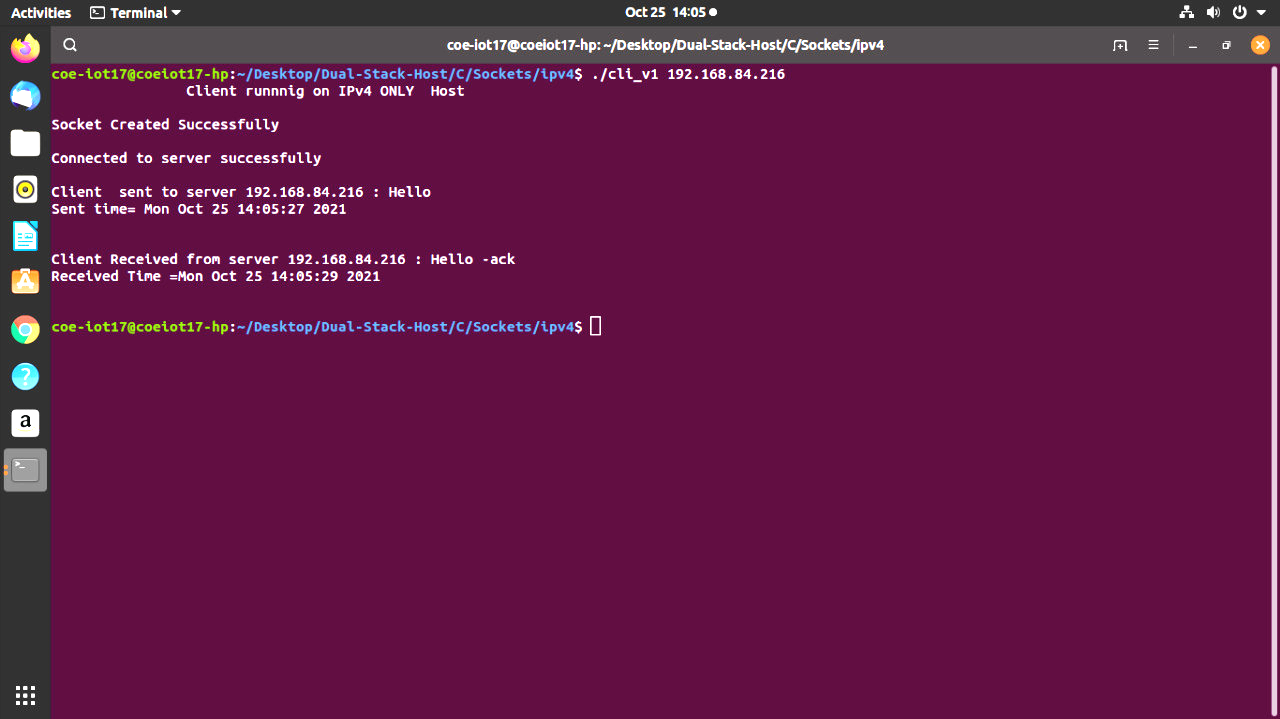 Activities Terminal Oct 25 14:05
coe-iot17@coeiot17-hp: ~/Desktop/Dual-Stack-Host/C/Sockets/ipv4
coe-iot17@coeiot17-hp:~/Desktop/Dual-Stack-Host/C/Sockets/ipv4$ ./cli_v1 192.168.84.216
Client runnnig on IPv4 ONLY  Host
Socket Created Successfully
Connected to server successfully
Client  sent to server 192.168.84.216 : Hello
Sent time= Mon Oct 25 14:05:27 2021
Client Received from server 192.168.84.216 : Hello -ack
Received Time =Mon Oct 25 14:05:29 2021
coe-iot17@coeiot17-hp:~/Desktop/Dual-Stack-Host/C/Sockets/ipv4$